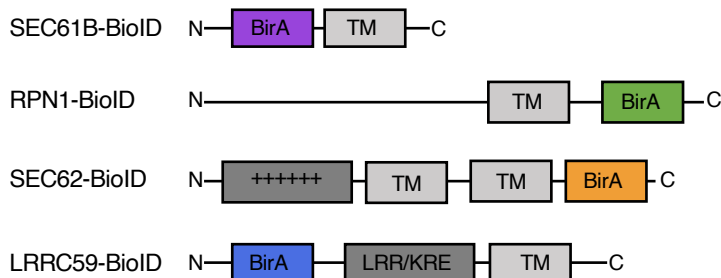 SEC61B-BioID N BirA TM C
RPN1-BioID N TM BirA C
SEC62-BioID N ++++++ TM TM BirA C
LRRC59-BioID N BirA LRR/KRE TM C